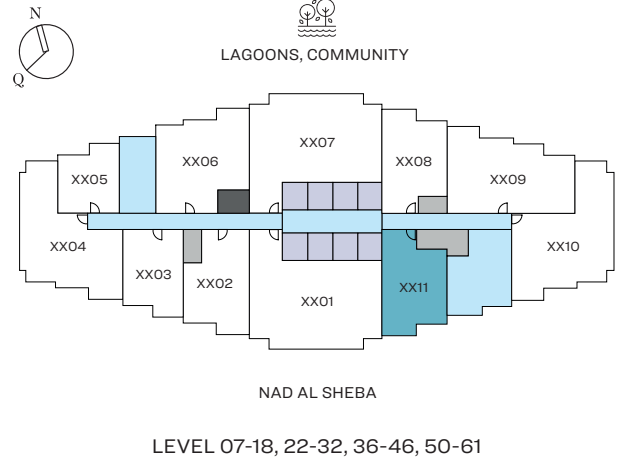 N
Q
LAGOONS, COMMUNITY
XX07
XX06
XX08
XX05
XX09
XX04
XX10
XX03
XX02
XX11
XX01
NAD AL SHEBA
LEVEL 07-18, 22-32, 36-46, 50-61